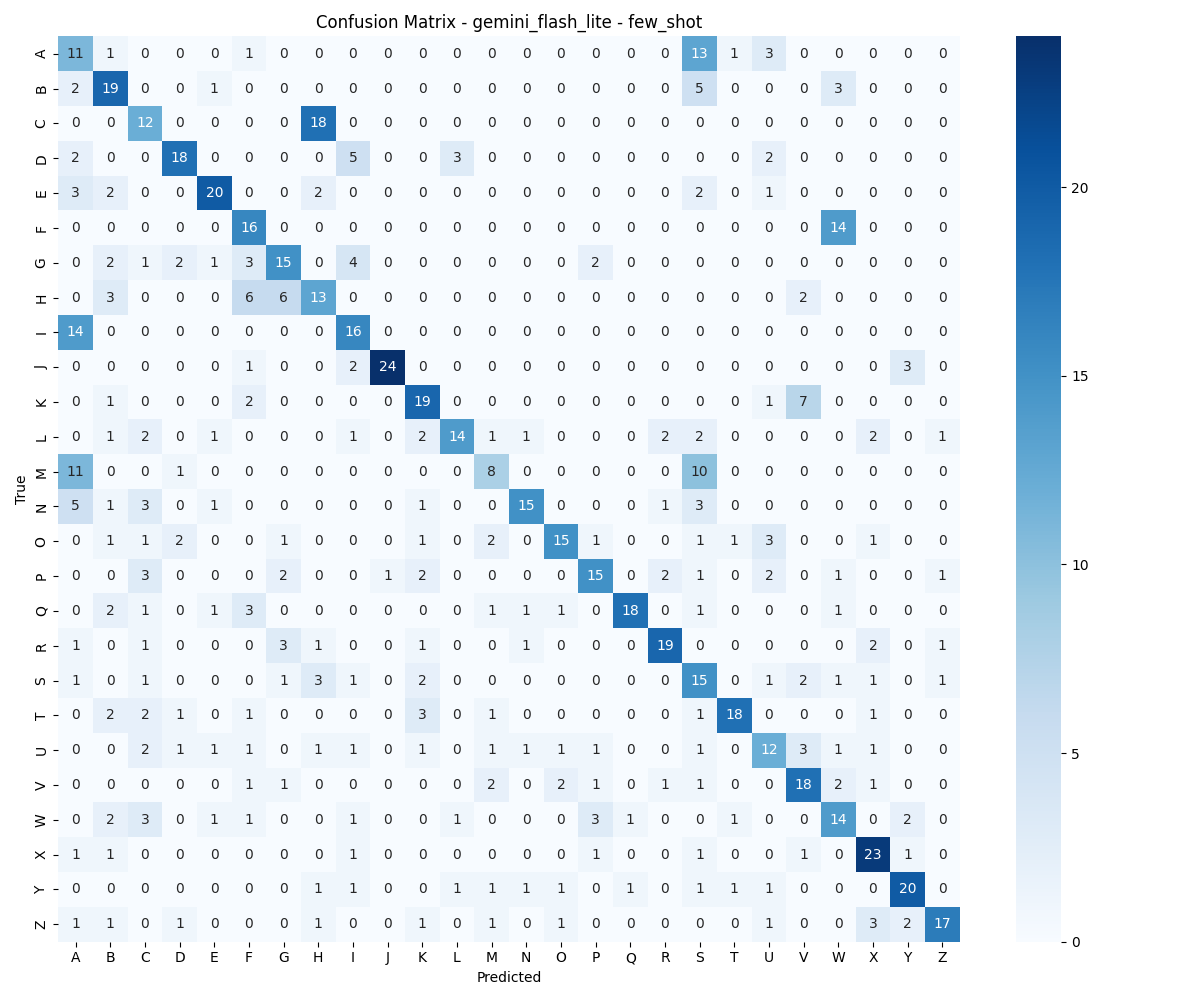 Confusion Matrix - gemini_flash_lite - few_shot
A 11 1 0 0 0 1 0 0 0 0 0 0 0 0 0 0 0 0 13 1 3 0 0 0 0 0
B 2 19 0 0 1 0 0 0 0 0 0 0 0 0 0 0 0 0 5 0 0 0 3 0 0 0
C 0 0 12 0 0 0 0 18 0 0 0 0 0 0 0 0 0 0 0 0 0 0 0 0 0 0
D 2 0 0 18 0 0 0 0 5 0 0 3 0 0 0 0 0 0 0 0 2 0 0 0 0 0
E 3 2 0 0 20 0 0 2 0 0 0 0 0 0 0 0 0 0 2 0 1 0 0 0 0 0
F 0 0 0 0 0 16 0 0 0 0 0 0 0 0 0 0 0 0 0 0 0 0 14 0 0 0
G 0 2 1 2 1 3 15 0 4 0 0 0 0 0 0 2 0 0 0 0 0 0 0 0 0 0
H 0 3 0 0 0 6 6 13 0 0 0 0 0 0 0 0 0 0 0 0 0 2 0 0 0 0
I 14 0 0 0 0 0 0 0 16 0 0 0 0 0 0 0 0 0 0 0 0 0 0 0 0 0
J 0 0 0 0 0 1 0 0 2 24 0 0 0 0 0 0 0 0 0 0 0 0 0 0 3 0
K 0 1 0 0 0 2 0 0 0 0 19 0 0 0 0 0 0 0 0 0 1 7 0 0 0 0
L 0 1 2 0 1 0 0 0 1 0 2 14 1 1 0 0 0 2 2 0 0 0 0 2 0 1
M 11 0 0 1 0 0 0 0 0 0 0 0 8 0 0 0 0 0 10 0 0 0 0 0 0 0
N 5 1 3 0 1 0 0 0 0 0 1 0 0 15 0 0 0 1 3 0 0 0 0 0 0 0
O 0 1 1 2 0 0 1 0 0 0 1 0 2 0 15 1 0 0 1 1 3 0 0 1 0 0
P 0 0 3 0 0 0 2 0 0 1 2 0 0 0 0 15 0 2 1 0 2 0 1 0 0 1
Q 0 2 1 0 1 3 0 0 0 0 0 0 1 1 1 0 18 0 1 0 0 0 1 0 0 0
R 1 0 1 0 0 0 3 1 0 0 1 0 0 1 0 0 0 19 0 0 0 0 0 2 0 1
S 1 0 1 0 0 0 1 3 1 0 2 0 0 0 0 0 0 0 15 0 1 2 1 1 0 1
T 0 2 2 1 0 1 0 0 0 0 3 0 1 0 0 0 0 0 1 18 0 0 0 1 0 0
U 0 0 2 1 1 1 0 1 1 0 1 0 1 1 1 1 0 0 1 0 12 3 1 1 0 0
V 0 0 0 0 0 1 1 0 0 0 0 0 2 0 2 1 0 1 1 0 0 18 2 1 0 0
W 0 2 3 0 1 1 0 0 1 0 0 1 0 0 0 3 1 0 0 1 0 0 14 0 2 0
X 1 1 0 0 0 0 0 0 1 0 0 0 0 0 0 1 0 0 1 0 0 1 0 23 1 0
Y 0 0 0 0 0 0 0 1 1 0 0 1 1 1 1 0 1 0 1 1 1 0 0 0 20 0
Z 1 1 0 1 0 0 0 1 0 0 1 0 1 0 1 0 0 0 0 0 1 0 0 3 2 17
A B C D E F G H I J K L M N O P Q R S T U V W X Y Z
Predicted
True
20
15
10
5
0